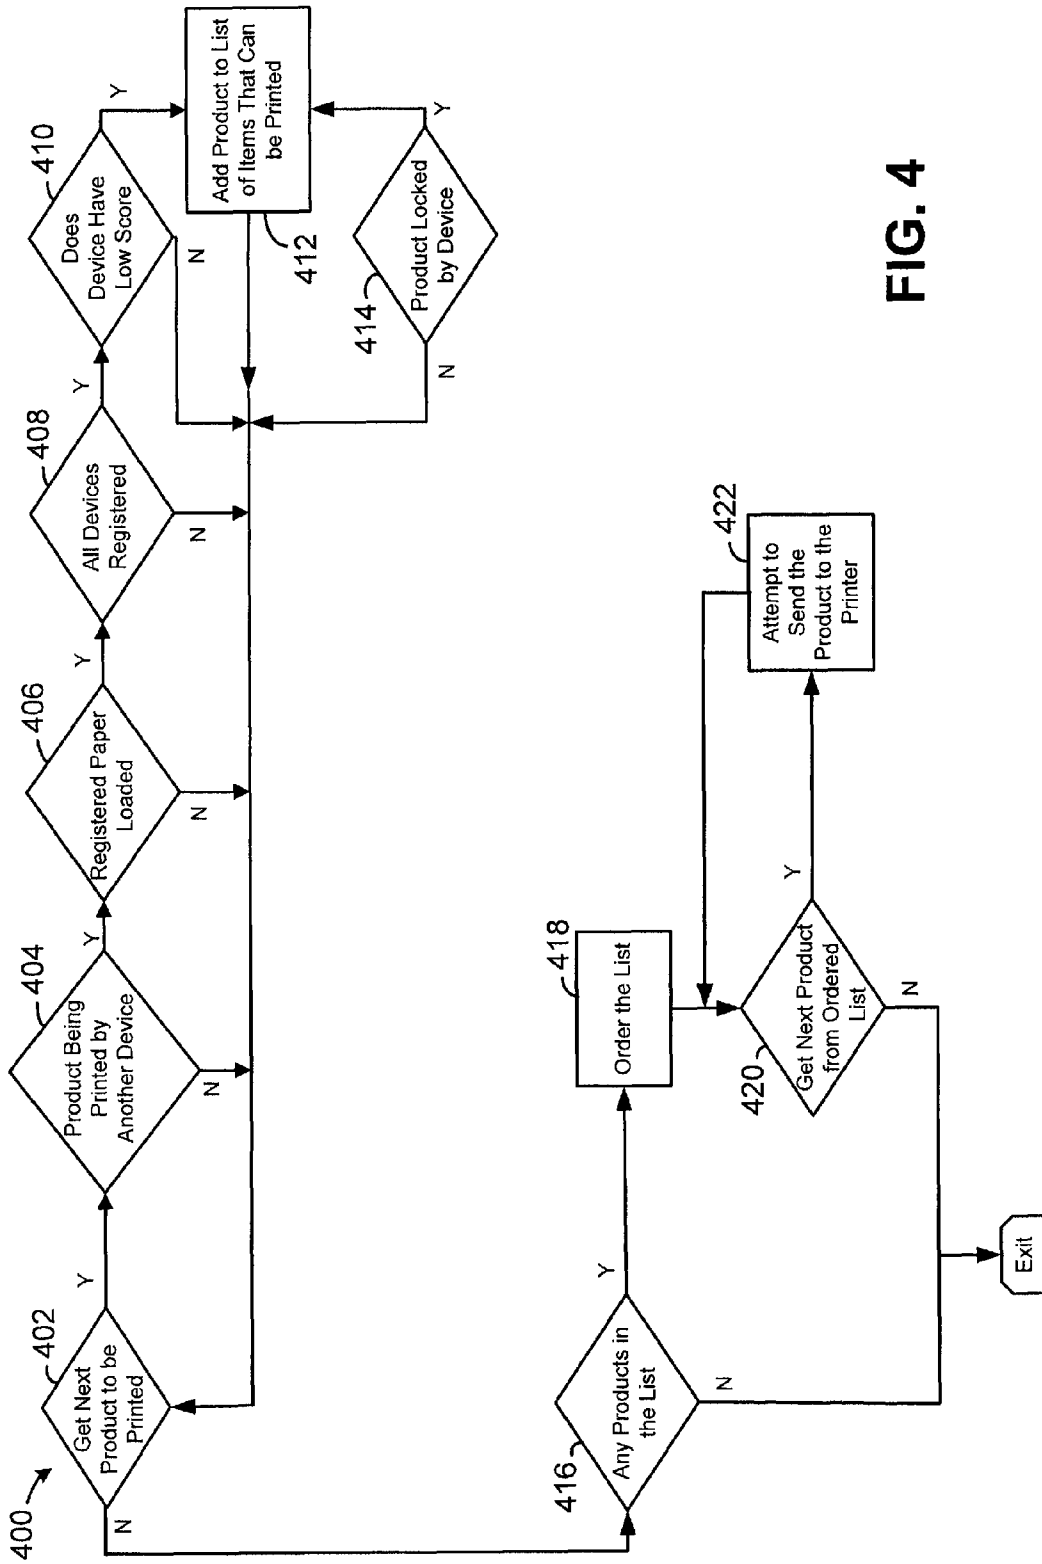 400
402
Get Next
Product to be
Printed
Y
N
404
Product Being
Printed by
Another Device
Y
N
406
Registered Paper
Loaded
Y
N
408
All Devices
Registered
Y
N
410
Does
Device Have
Low Score
Y
N
Add Product to List
of Items That Can
be Printed
412
414
Product Locked
by Device
Y
N
416
Any Products in
the List
Y
N
418
Order the List
420
Get Next Product
from Ordered
List
Y
N
422
Attempt to
Send the
Product to the
Printer
Exit
FIG. 4